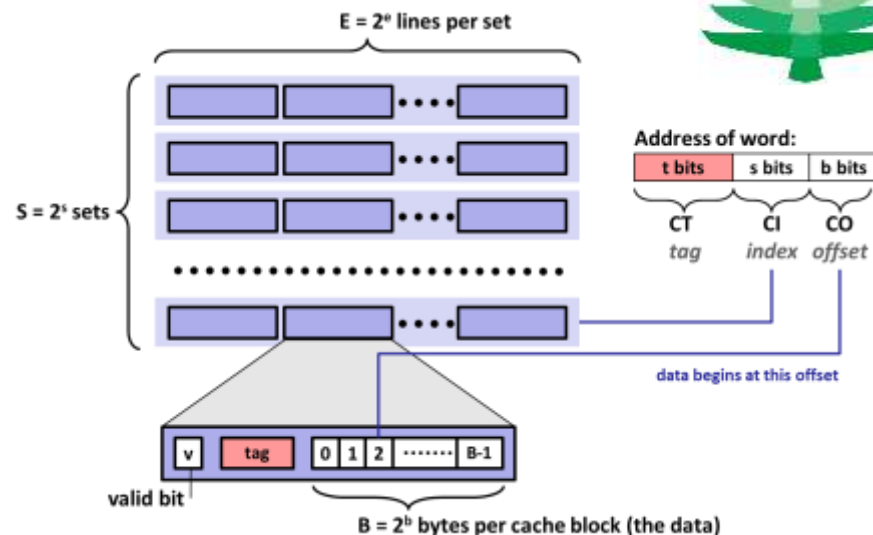 E = 2ᵉ lines per set
Address of word:
t bits s bits b bits
S = 2ˢ sets
CT CI CO
tag index offset
data begins at this offset
v tag 0 1 2 ······· B-1
valid bit
B = 2ᵇ bytes per cache block (the data)